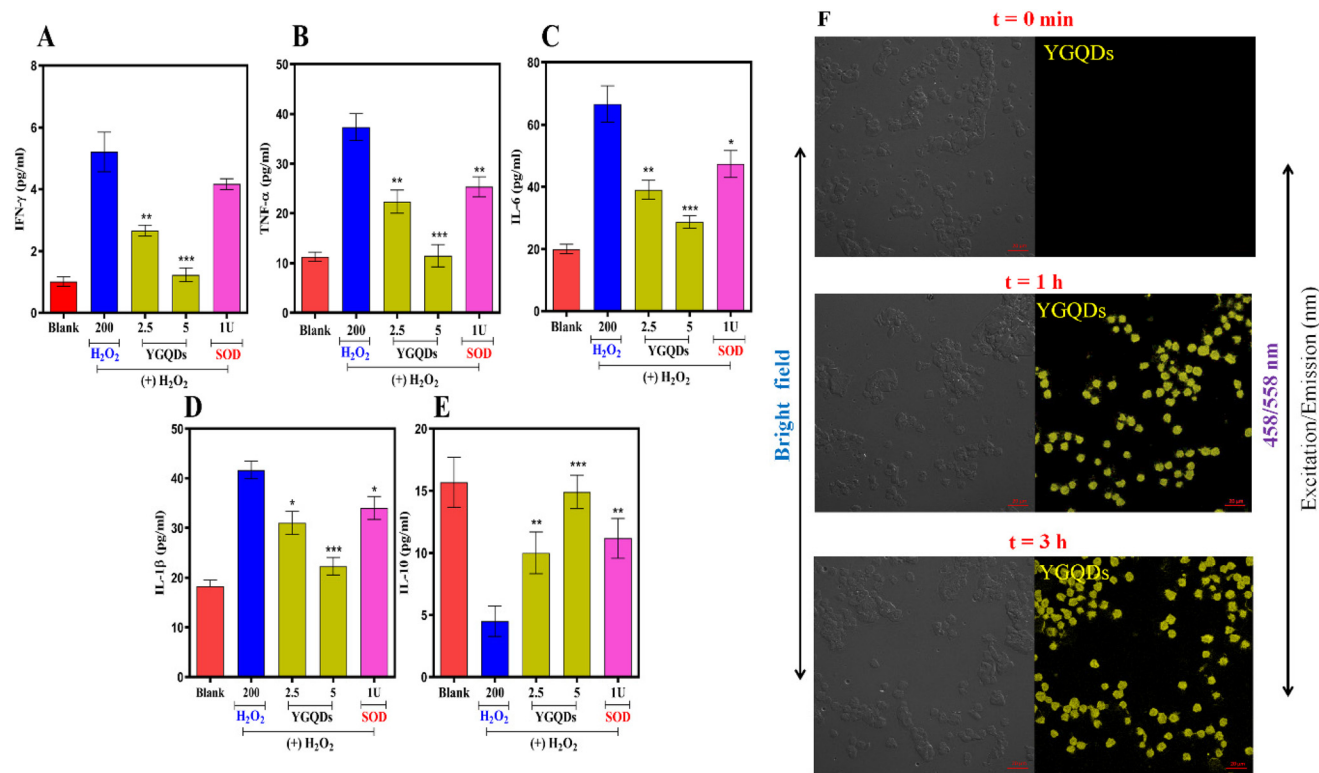 A
IFN-γ (pg/ml)
8
6
4
2
0
**
***
Blank 200 2.5 5 1U
H₂O₂ YGQDs SOD
(+) H₂O₂
B
TNF-α (pg/ml)
50
40
30
20
10
0
**
***
**
Blank 200 2.5 5 1U
H₂O₂ YGQDs SOD
(+) H₂O₂
C
IL-6 (pg/ml)
80
60
40
20
0
**
***
*
Blank 200 2.5 5 1U
H₂O₂ YGQDs SOD
(+) H₂O₂
D
IL-1β (pg/ml)
50
40
30
20
10
0
*
***
*
Blank 200 2.5 5 1U
H₂O₂ YGQDs SOD
(+) H₂O₂
E
IL-10 (pg/ml)
20
15
10
5
0
**
***
**
Blank 200 2.5 5 1U
H₂O₂ YGQDs SOD
(+) H₂O₂
F
t = 0 min
YGQDs
t = 1 h
YGQDs
20 μm
t = 3 h
YGQDs
20 μm
Bright field
458/558 nm
Excitation/Emission (nm)